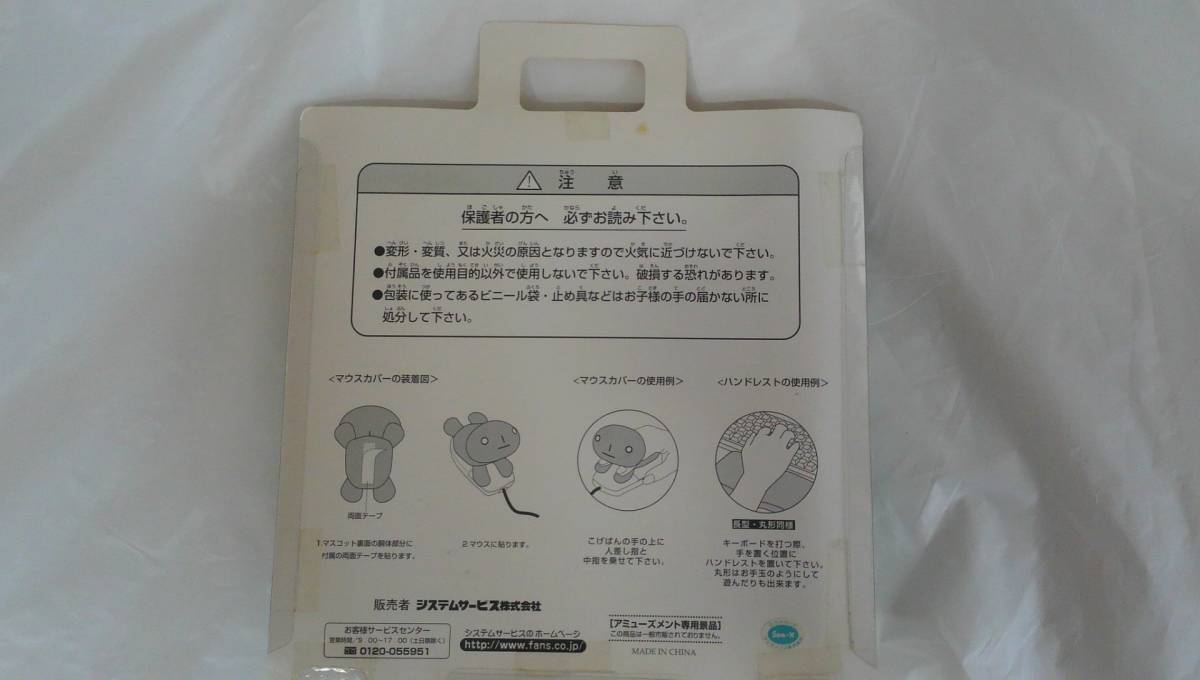 ⚠ 注意
保護者の方へ 必ずお読み下さい。
●変形・変質、又は火災の原因となりますので火気に近づけないで下さい。
●付属品を使用目的以外で使用しないで下さい。破損する恐れがあります。
●包装に使ってあるビニール袋・止め具などはお子様の手の届かない所に
処分して下さい。
<マウスカバーの装着図>
両面テープ
1.マスコット裏面の胴体部分に
付属の両面テープを貼ります。
2.マウスに貼ります。
<マウスカバーの使用例>
こげぱんの手の上に
人差し指と
中指を乗せて下さい。
<ハンドレストの使用例>
長型・丸形同様
キーボードを打つ際、
手を置く位置に
ハンドレストを置いて下さい。
丸形はお手玉のようにして
遊んだりも出来ます。
販売者 システムサービス株式会社
お客様サービスセンター
営業時間/9:00〜17:00(土日祭除く)
0120-055951
システムサービスのホームページ
http://www.fans.co.jp/
[アミューズメント専用景品]
この商品は一般市販されておりません。
MADE IN CHINA
San-X